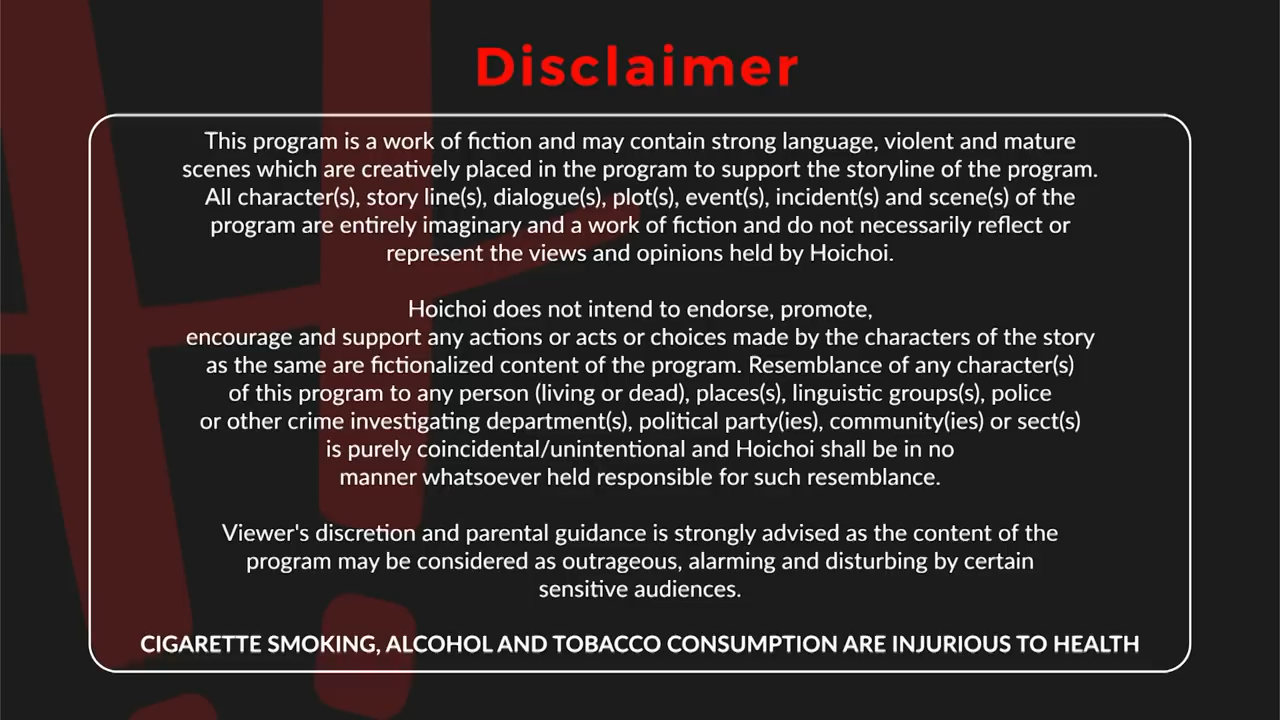 Disclaimer
This program is a work of fiction and may contain strong language, violent and mature
scenes which are creatively placed in the program to support the storyline of the program.
All character(s), story line(s), dialogue(s), plot(s), event(s), incident(s) and scene(s) of the
program are entirely imaginary and a work of fiction and do not necessarily reflect or
represent the views and opinions held by Hoichoi.
Hoichoi does not intend to endorse, promote,
encourage and support any actions or acts or choices made by the characters of the story
as the same are fictionalized content of the program. Resemblance of any character(s)
of this program to any person (living or dead), places(s), linguistic groups(s), police
or other crime investigating department(s), political party(ies), community(ies) or sect(s)
is purely coincidental/unintentional and Hoichoi shall be in no
manner whatsoever held responsible for such resemblance.
Viewer's discretion and parental guidance is strongly advised as the content of the
program may be considered as outrageous, alarming and disturbing by certain
sensitive audiences.
CIGARETTE SMOKING, ALCOHOL AND TOBACCO CONSUMPTION ARE INJURIOUS TO HEALTH